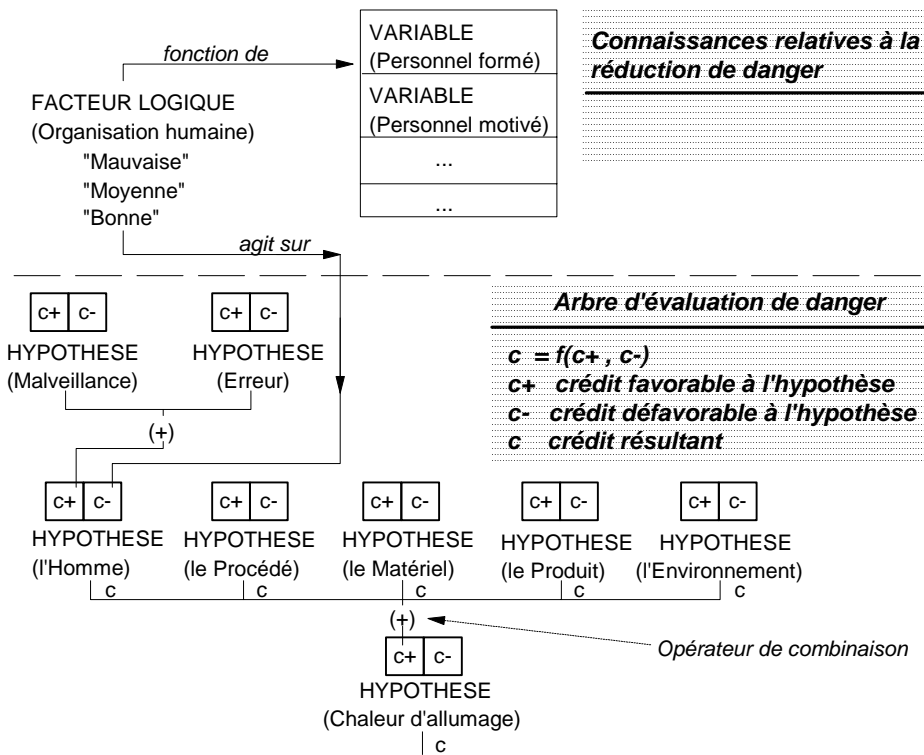 fonction de
VARIABLE
(Personnel formé)
VARIABLE
(Personnel motivé)
...
...
Connaissances relatives à la
réduction de danger
FACTEUR LOGIQUE
(Organisation humaine)
"Mauvaise"
"Moyenne"
"Bonne"
agit sur
c+ c-
HYPOTHESE
(Malveillance)
c+ c-
HYPOTHESE
(Erreur)
(+)
Arbre d'évaluation de danger
c = f(c+ , c-)
c+ crédit favorable à l'hypothèse
c- crédit défavorable à l'hypothèse
c crédit résultant
c+ c-
HYPOTHESE
(l'Homme)
c
c+ c-
HYPOTHESE
(le Procédé)
c
c+ c-
HYPOTHESE
(le Matériel)
c
c+ c-
HYPOTHESE
(le Produit)
c
c+ c-
HYPOTHESE
(l'Environnement)
c
(+)
Opérateur de combinaison
c+ c-
HYPOTHESE
(Chaleur d'allumage)
c